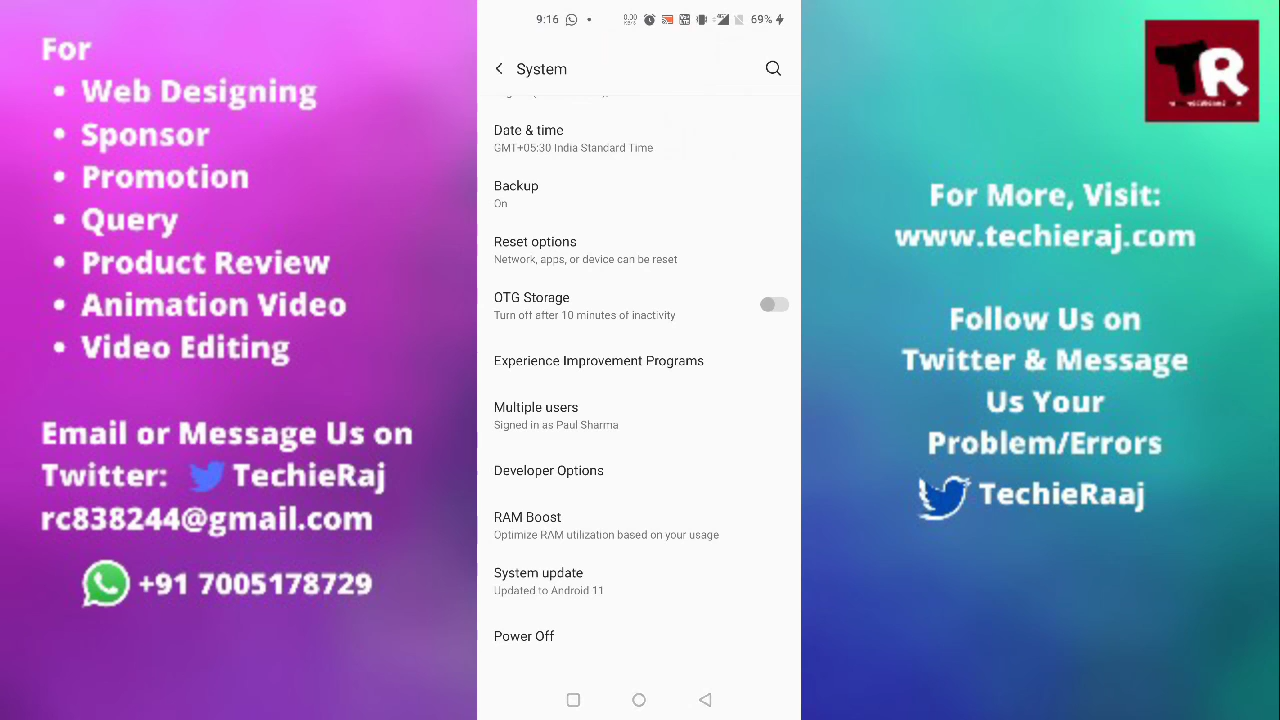 For
• Web Designing
• Sponsor
• Promotion
• Query
• Product Review
• Animation Video
• Video Editing
Email or Message Us on
Twitter: TechieRaj
rc838244@gmail.com
+91 7005178729
9:16
69%
System
Date & time
GMT+05:30 India Standard Time
Backup
On
Reset options
Network, apps, or device can be reset
OTG Storage
Turn off after 10 minutes of inactivity
Experience Improvement Programs
Multiple users
Signed in as Paul Sharma
Developer Options
RAM Boost
Optimize RAM utilization based on your usage
System update
Updated to Android 11
Power Off
TR
For More, Visit:
www.techieraj.com
Follow Us on
Twitter & Message
Us Your
Problem/Errors
TechieRaaj